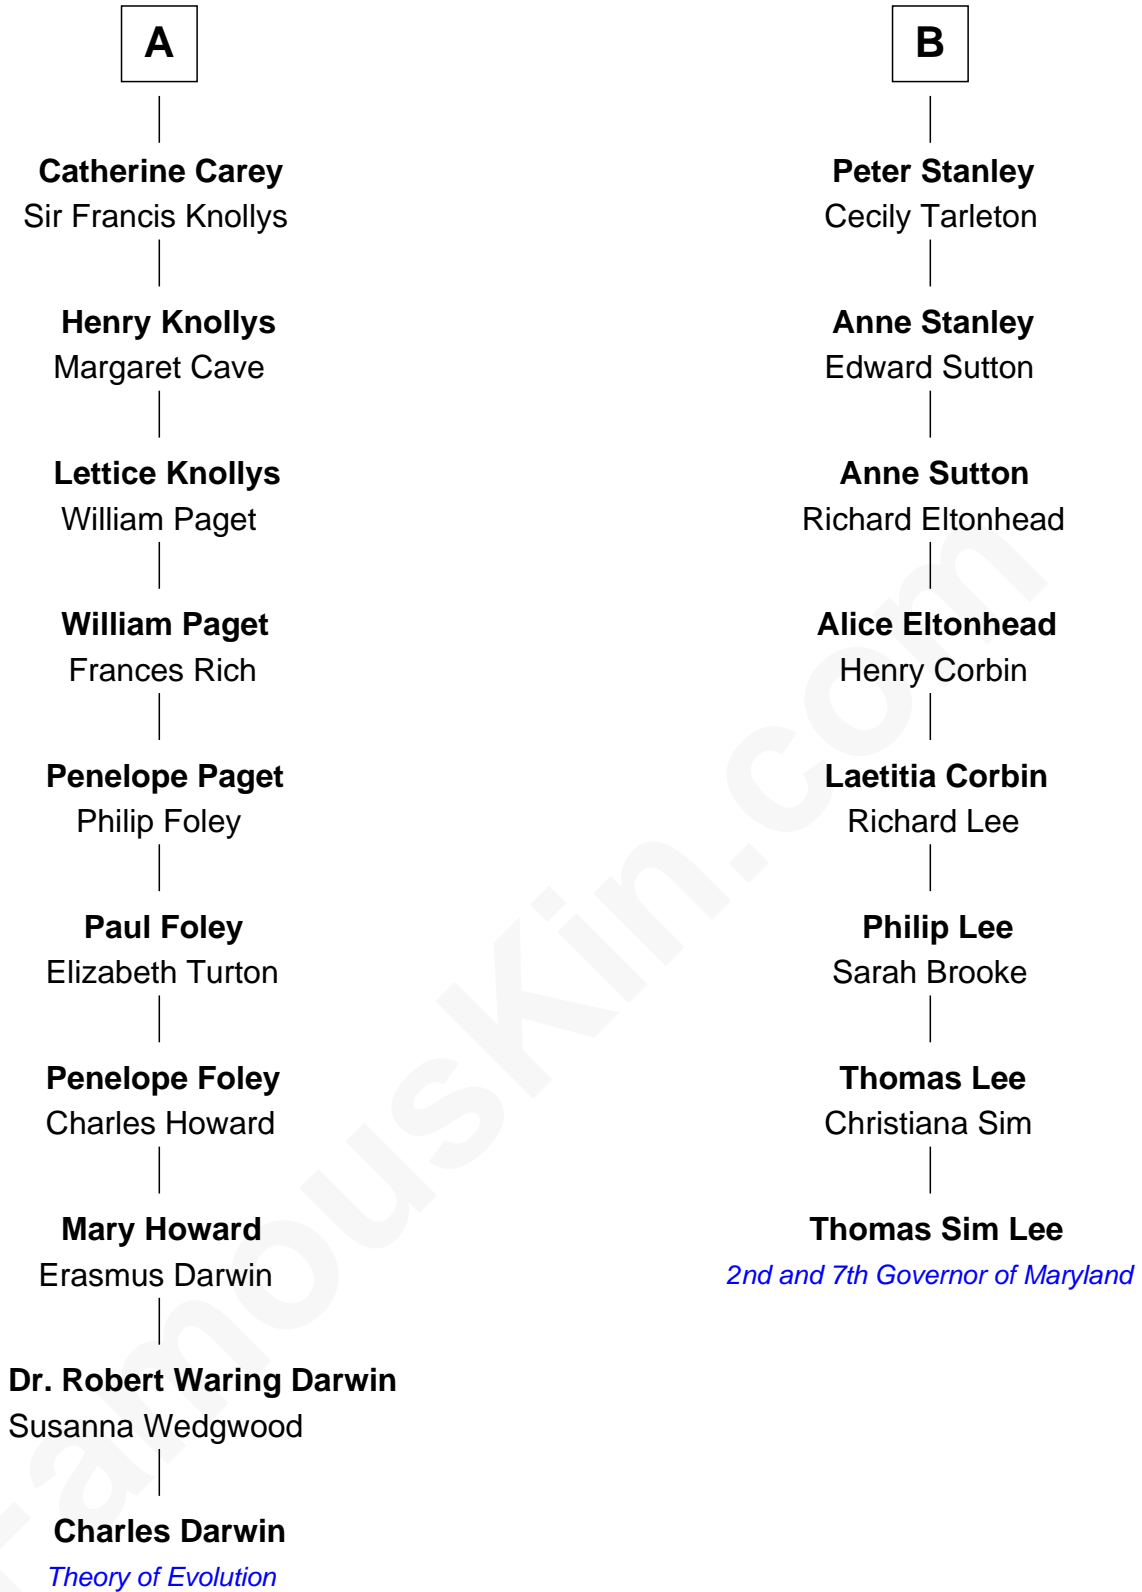 A
Catherine Carey
Sir Francis Knollys
Henry Knollys
Margaret Cave
Lettice Knollys
William Paget
William Paget
Frances Rich
Penelope Paget
Philip Foley
Paul Foley
Elizabeth Turton
Penelope Foley
Charles Howard
Mary Howard
Erasmus Darwin
Dr. Robert Waring Darwin
Susanna Wedgwood
Charles Darwin
Theory of Evolution
B
Peter Stanley
Cecily Tarleton
Anne Stanley
Edward Sutton
Anne Sutton
Richard Eltonhead
Alice Eltonhead
Henry Corbin
Laetitia Corbin
Richard Lee
Philip Lee
Sarah Brooke
Thomas Lee
Christiana Sim
Thomas Sim Lee
2nd and 7th Governor of Maryland
FamousKin.com